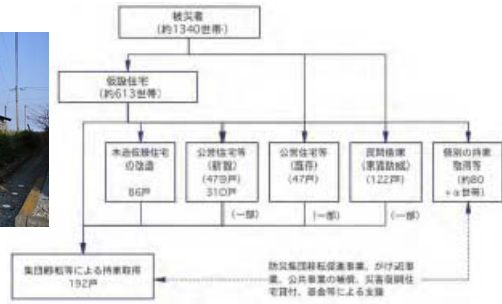 被災者
(約1340世帯)
仮設住宅
(約613世帯)
木造仮設住宅
の改造
86戸
公営住宅等
(新規)
(479戸)
310戸
公営住宅等
(既存)
(47戸)
民間借家
(家賃助成)
(122戸)
個別の持家
取得等
(約80
+α世帯)
(一部)
(一部)
(一部)
集団移転等による持家取得
192戸
防災集団移転促進事業、がけ近事
業、公共事業の補償、災害復興住
宅貸付、基金等による支援